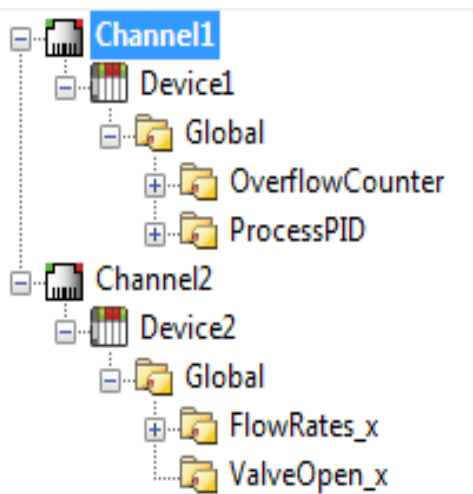 Channel1
Device1
Global
OverflowCounter
ProcessPID
Channel2
Device2
Global
FlowRates_x
ValveOpen_x